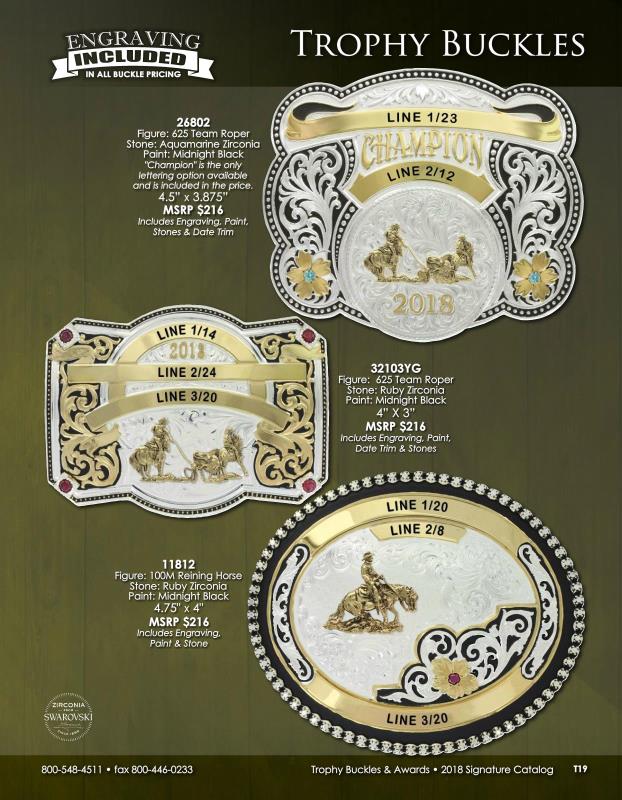 ENGRAVING
INCLUDED
IN ALL BUCKLE PRICING
TROPHY BUCKLES
26802
Figure: 625 Team Roper
Stone: Aquamarine Zirconia
Paint: Midnight Black
"Champion" is the only
lettering option available
and is included in the price.
4.5" x 3.875"
MSRP $216
Includes Engraving, Paint,
Stones & Date Trim
LINE 1/23
CHAMPION
LINE 2/12
2018
LINE 1/14
2018
LINE 2/24
LINE 3/20
32103YG
Figure: 625 Team Roper
Stone: Ruby Zirconia
Paint: Midnight Black
4" X 3"
MSRP $216
Includes Engraving, Paint,
Date Trim & Stones
11812
Figure: 100M Reining Horse
Stone: Ruby Zirconia
Paint: Midnight Black
4.75" x 4"
MSRP $216
Includes Engraving,
Paint & Stone
LINE 1/20
LINE 2/8
LINE 3/20
ZIRCONIA
FROM
SWAROVSKI
SINCE 1895
800-548-4511 • fax 800-446-0233
Trophy Buckles & Awards • 2018 Signature Catalog T19